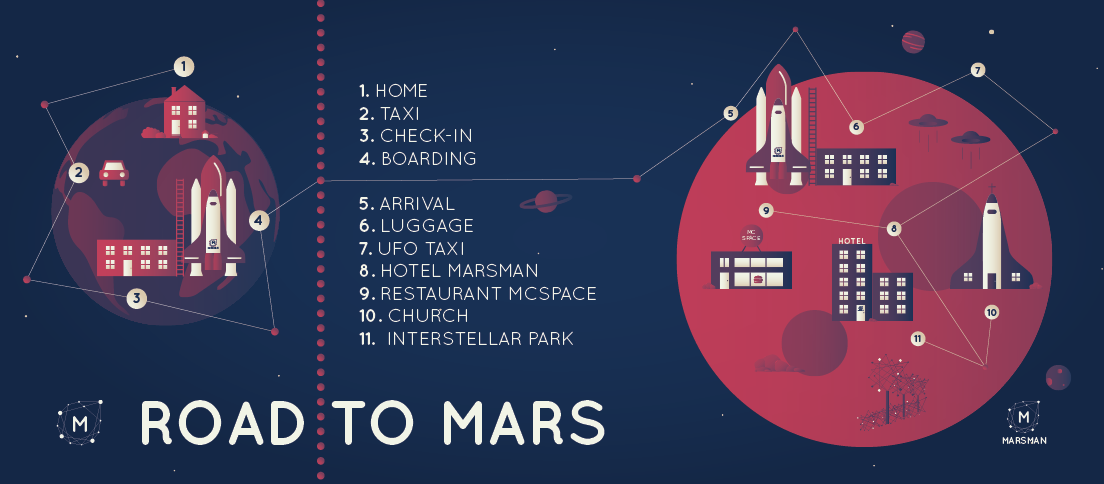 1
2
3
4
1. HOME
2. TAXI
3. CHECK-IN
4. BOARDING
5. ARRIVAL
6. LUGGAGE
7. UFO TAXI
8. HOTEL MARSMAN
9. RESTAURANT MCSPACE
10. CHURCH
11. INTERSTELLAR PARK
5
6
7
9
8
MC
SPACE
HOTEL
10
11
M
ROAD TO MARS
M
MARSMAN